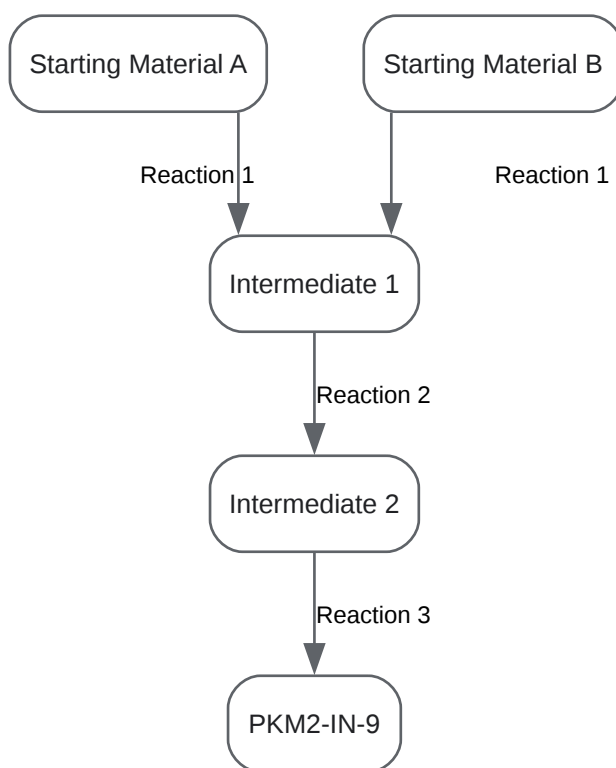 Starting Material A
Starting Material B
Reaction 1
Reaction 1
Intermediate 1
Reaction 2
Intermediate 2
Reaction 3
PKM2-IN-9